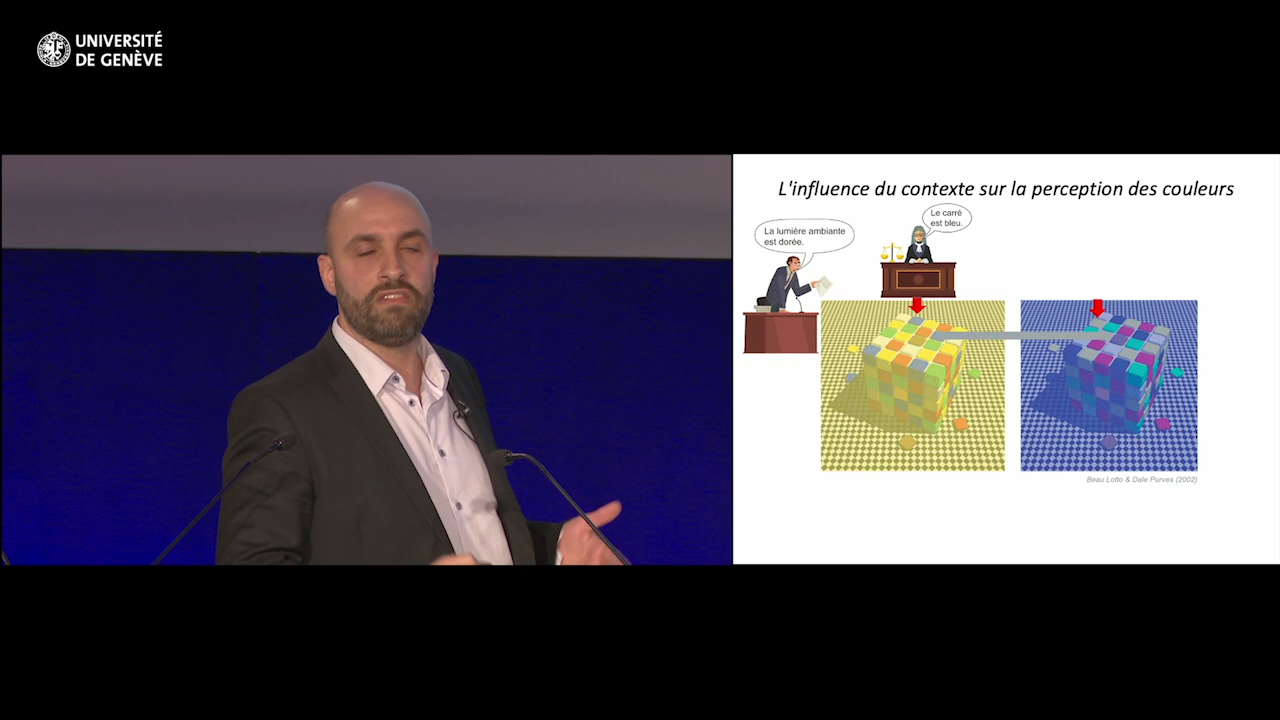 UNIVERSITÉ
DE GENÈVE
L'influence du contexte sur la perception des couleurs
La lumière ambiante
est dorée.
Le carré
est bleu.
Beau Lotto & Dale Purves (2002)